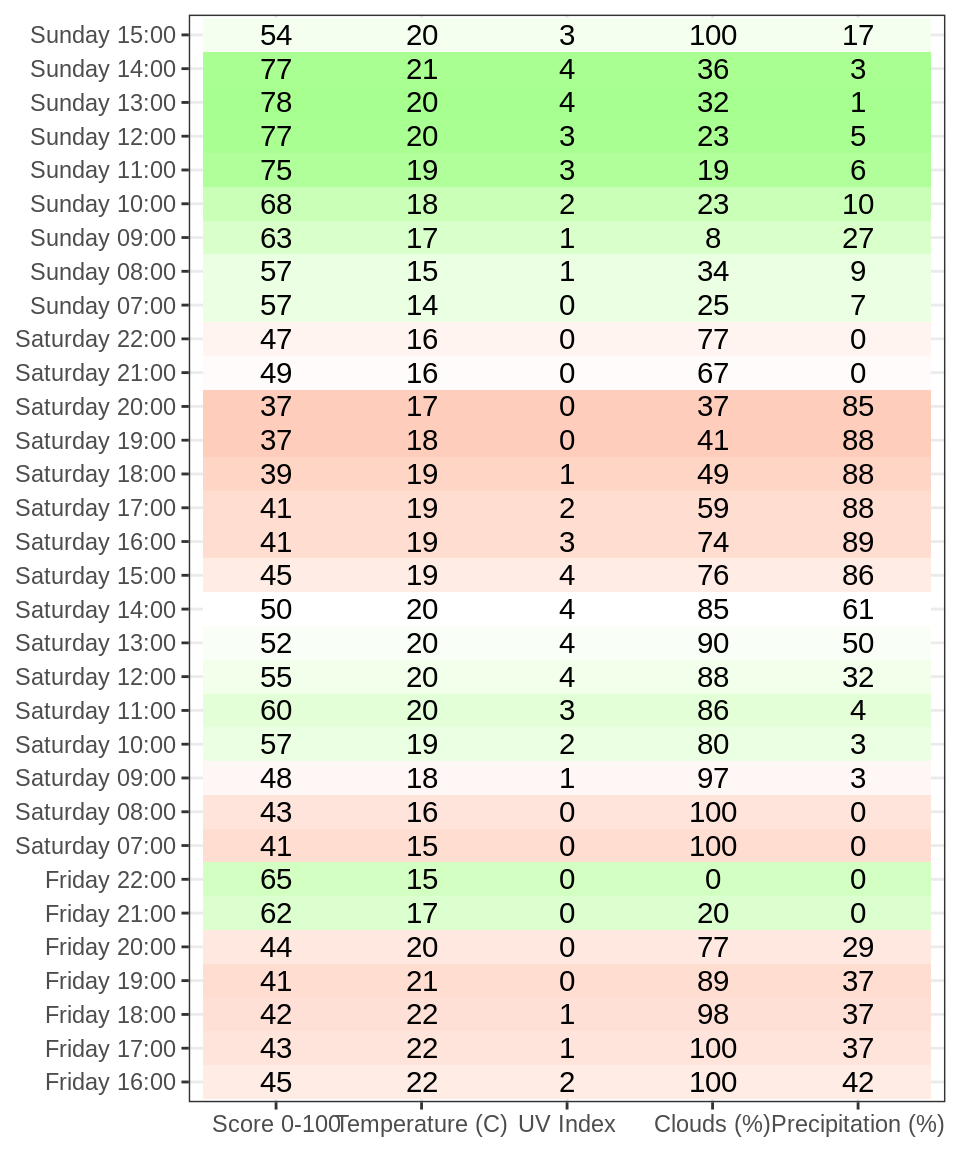 Sunday 15:00 54 20 3 100 17
Sunday 14:00 77 21 4 36 3
Sunday 13:00 78 20 4 32 1
Sunday 12:00 77 20 3 23 5
Sunday 11:00 75 19 3 19 6
Sunday 10:00 68 18 2 23 10
Sunday 09:00 63 17 1 8 27
Sunday 08:00 57 15 1 34 9
Sunday 07:00 57 14 0 25 7
Saturday 22:00 47 16 0 77 0
Saturday 21:00 49 16 0 67 0
Saturday 20:00 37 17 0 37 85
Saturday 19:00 37 18 0 41 88
Saturday 18:00 39 19 1 49 88
Saturday 17:00 41 19 2 59 88
Saturday 16:00 41 19 3 74 89
Saturday 15:00 45 19 4 76 86
Saturday 14:00 50 20 4 85 61
Saturday 13:00 52 20 4 90 50
Saturday 12:00 55 20 4 88 32
Saturday 11:00 60 20 3 86 4
Saturday 10:00 57 19 2 80 3
Saturday 09:00 48 18 1 97 3
Saturday 08:00 43 16 0 100 0
Saturday 07:00 41 15 0 100 0
Friday 22:00 65 15 0 0 0
Friday 21:00 62 17 0 20 0
Friday 20:00 44 20 0 77 29
Friday 19:00 41 21 0 89 37
Friday 18:00 42 22 1 98 37
Friday 17:00 43 22 1 100 37
Friday 16:00 45 22 2 100 42
Score 0-100 Temperature (C) UV Index Clouds (%) Precipitation (%)